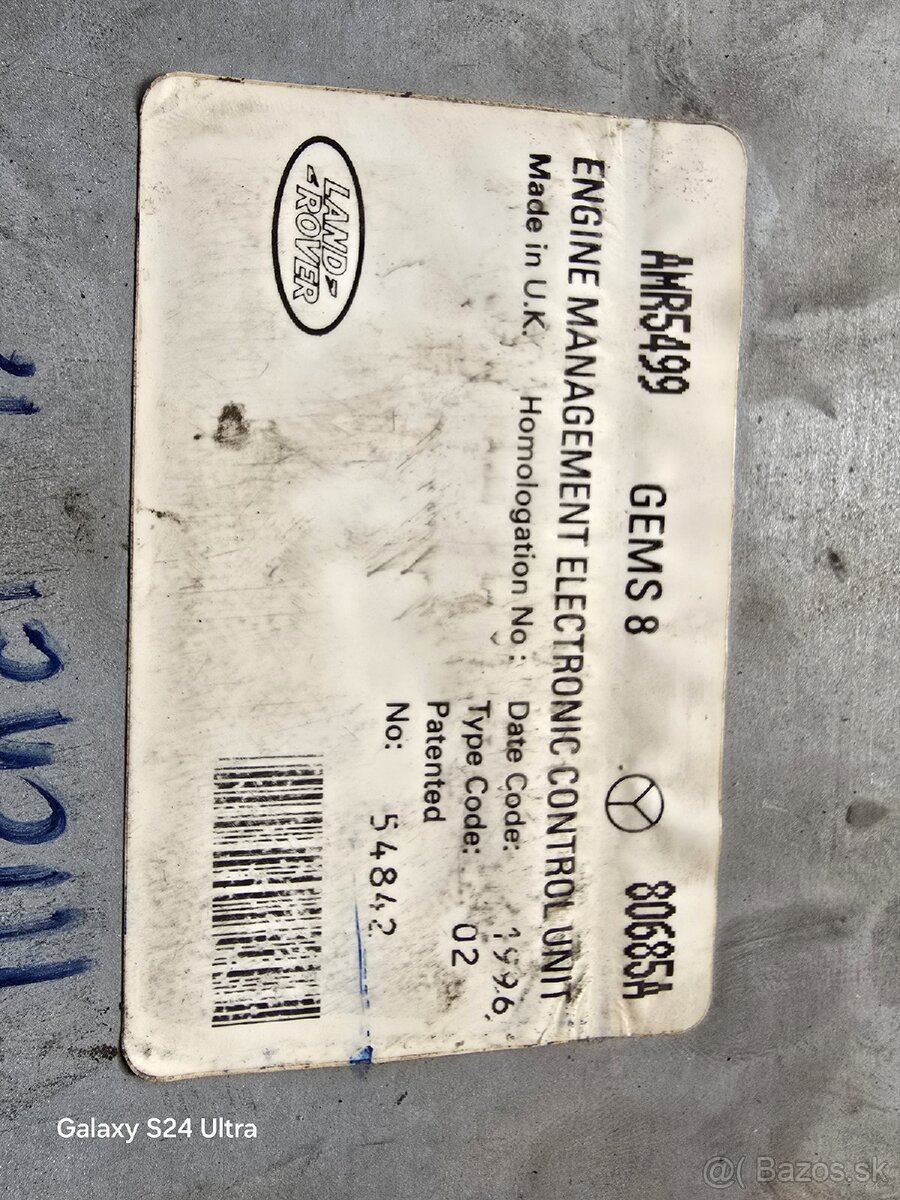 AMR5499 GEMS 8 80685A
ENGINE MANAGEMENT ELECTRONIC CONTROL UNIT
Made in U.K. Homologation No: Date Code: 1996
Type Code: 02
Patented
No: 54842
LAND-
-ROVER
Galaxy S24 Ultra
@( Bazos.sk